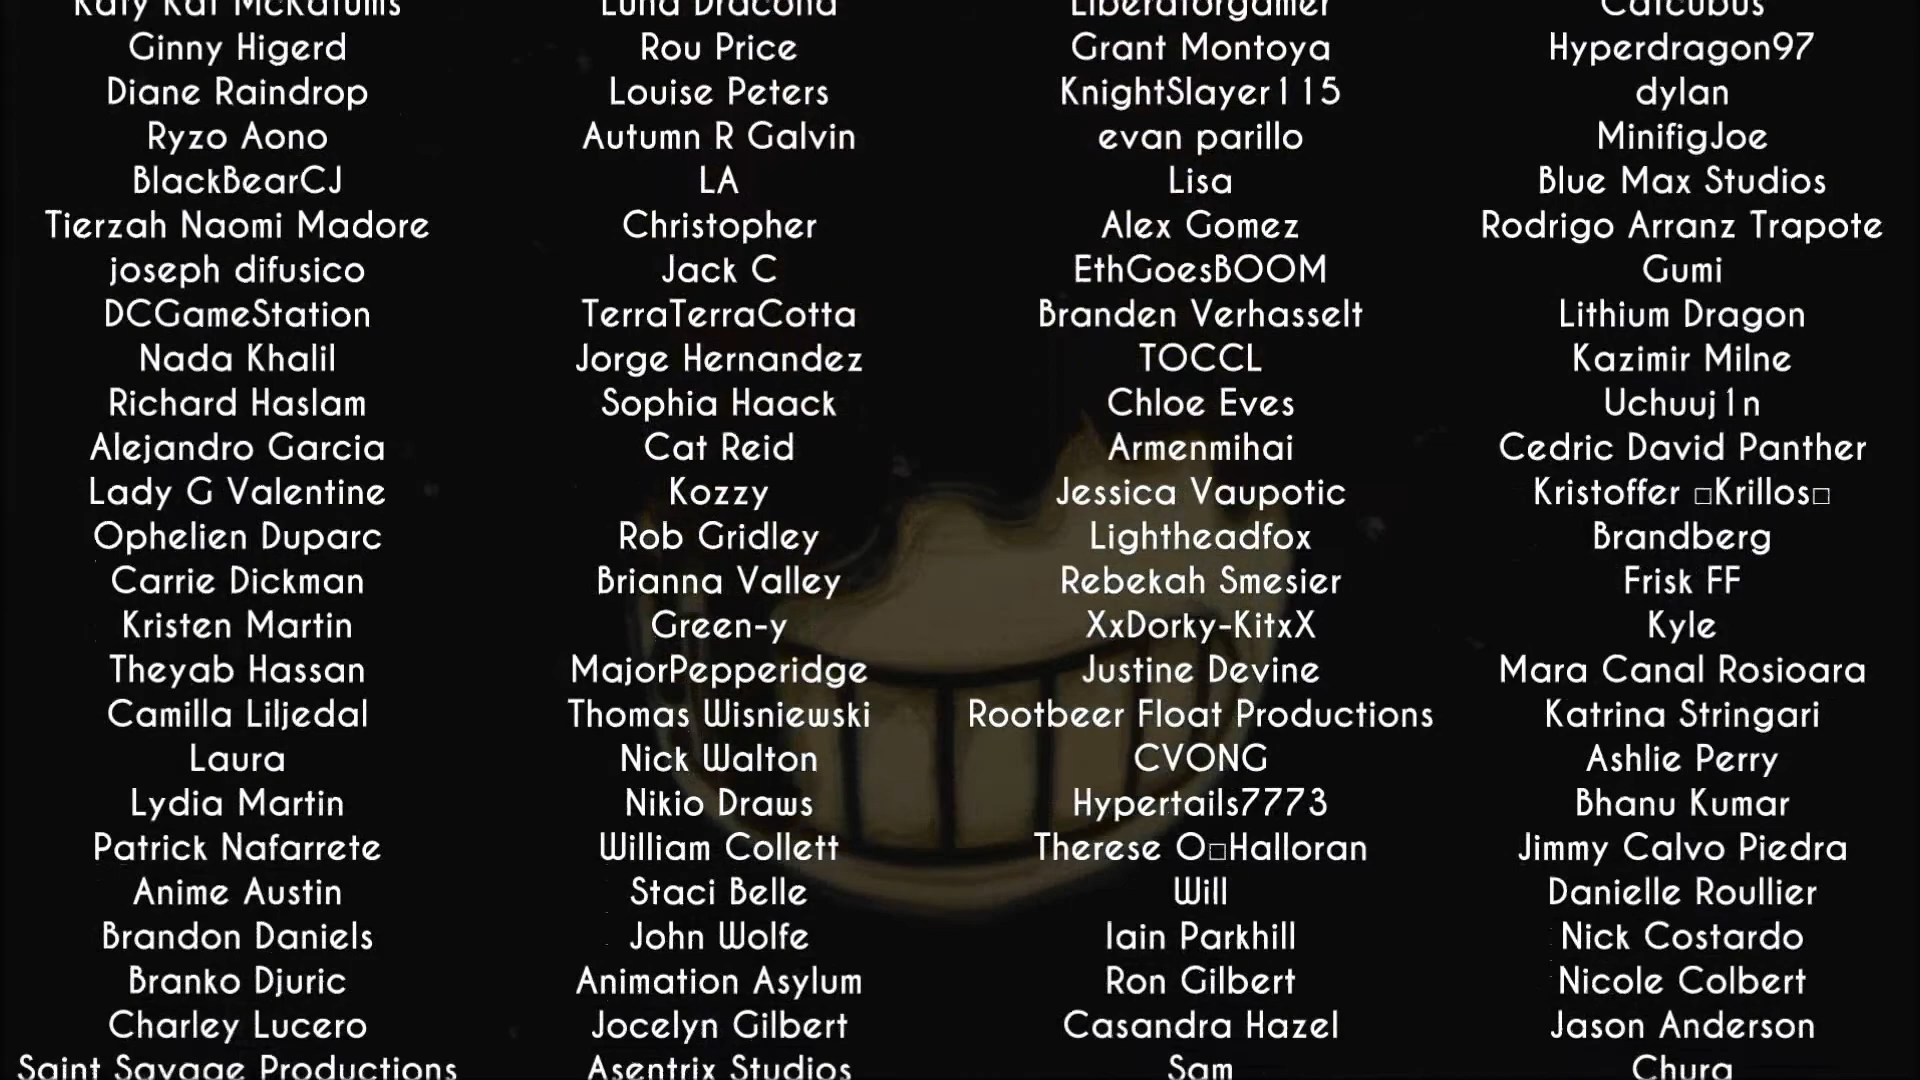 Katy Kat McKatums
Ginny Higerd
Diane Raindrop
Ryzo Aono
BlackBearCJ
Tierzah Naomi Madore
joseph difusico
DCGameStation
Nada Khalil
Richard Haslam
Alejandro Garcia
Lady G Valentine
Ophelien Duparc
Carrie Dickman
Kristen Martin
Theyab Hassan
Camilla Liljedal
Laura
Lydia Martin
Patrick Nafarrete
Anime Austin
Brandon Daniels
Branko Djuric
Charley Lucero
Saint Savage Productions
Luna Dracona
Rou Price
Louise Peters
Autumn R Galvin
LA
Christopher
Jack C
TerraTerraCotta
Jorge Hernandez
Sophia Haack
Cat Reid
Kozzy
Rob Gridley
Brianna Valley
Green-y
MajorPepperidge
Thomas Wisniewski
Nick Walton
Nikio Draws
William Collett
Staci Belle
John Wolfe
Animation Asylum
Jocelyn Gilbert
Asentrix Studios
Liberatorgamer
Grant Montoya
KnightSlayer115
evan parillo
Lisa
Alex Gomez
EthGoesBOOM
Branden Verhasselt
TOCCL
Chloe Eves
Armenmihai
Jessica Vaupotic
Lightheadfox
Rebekah Smesier
XxDorky-KitxX
Justine Devine
Rootbeer Float Productions
CVONG
Hypertails7773
Therese O□Halloran
Will
Iain Parkhill
Ron Gilbert
Casandra Hazel
Sam
Catcubus
Hyperdragon97
dylan
MinifigJoe
Blue Max Studios
Rodrigo Arranz Trapote
Gumi
Lithium Dragon
Kazimir Milne
Uchuuj1n
Cedric David Panther
Kristoffer □Krillos□
Brandberg
Frisk FF
Kyle
Mara Canal Rosioara
Katrina Stringari
Ashlie Perry
Bhanu Kumar
Jimmy Calvo Piedra
Danielle Roullier
Nick Costardo
Nicole Colbert
Jason Anderson
Chura